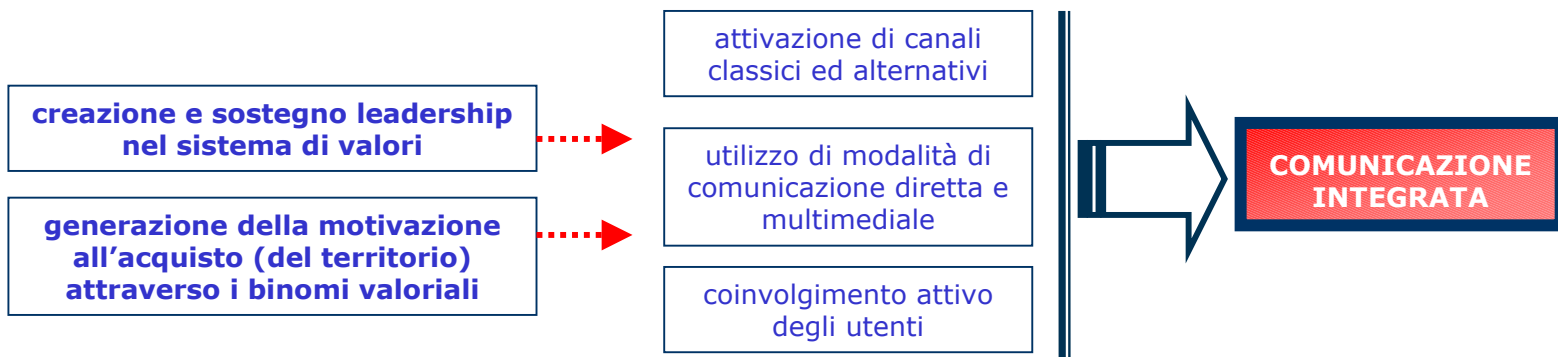 creazione e sostegno leadership
nel sistema di valori
generazione della motivazione
all’acquisto (del territorio)
attraverso i binomi valoriali
attivazione di canali
classici ed alternativi
utilizzo di modalità di
comunicazione diretta e
multimediale
coinvolgimento attivo
degli utenti
COMUNICAZIONE
INTEGRATA